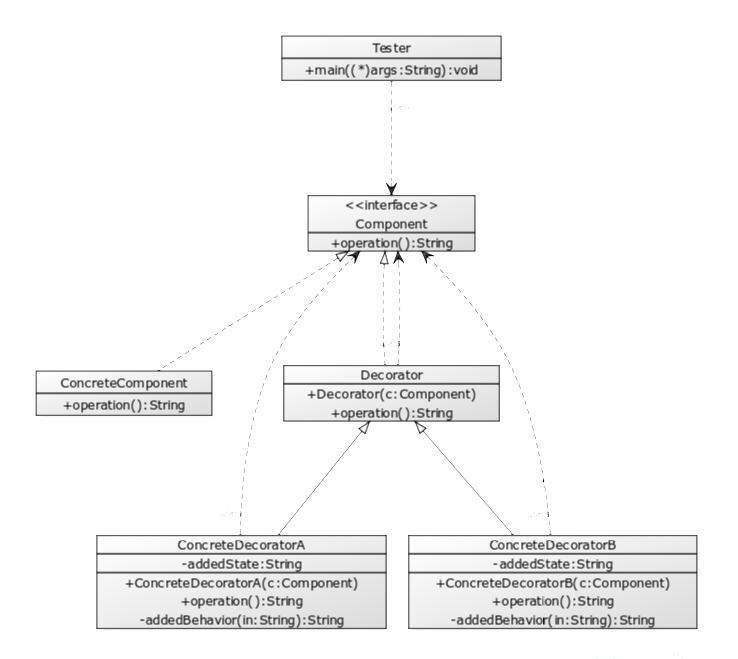 Tester
+main((*)args:String):void
<<interface>>
Component
+operation():String
ConcreteComponent
+operation():String
Decorator
+Decorator(c:Component)
+operation():String
ConcreteDecoratorA
-addedState:String
+ConcreteDecoratorA(c:Component)
+operation():String
-addedBehavior(in:String):String
ConcreteDecoratorB
-addedState:String
+ConcreteDecoratorB(c:Component)
+operation():String
-addedBehavior(in:String):String